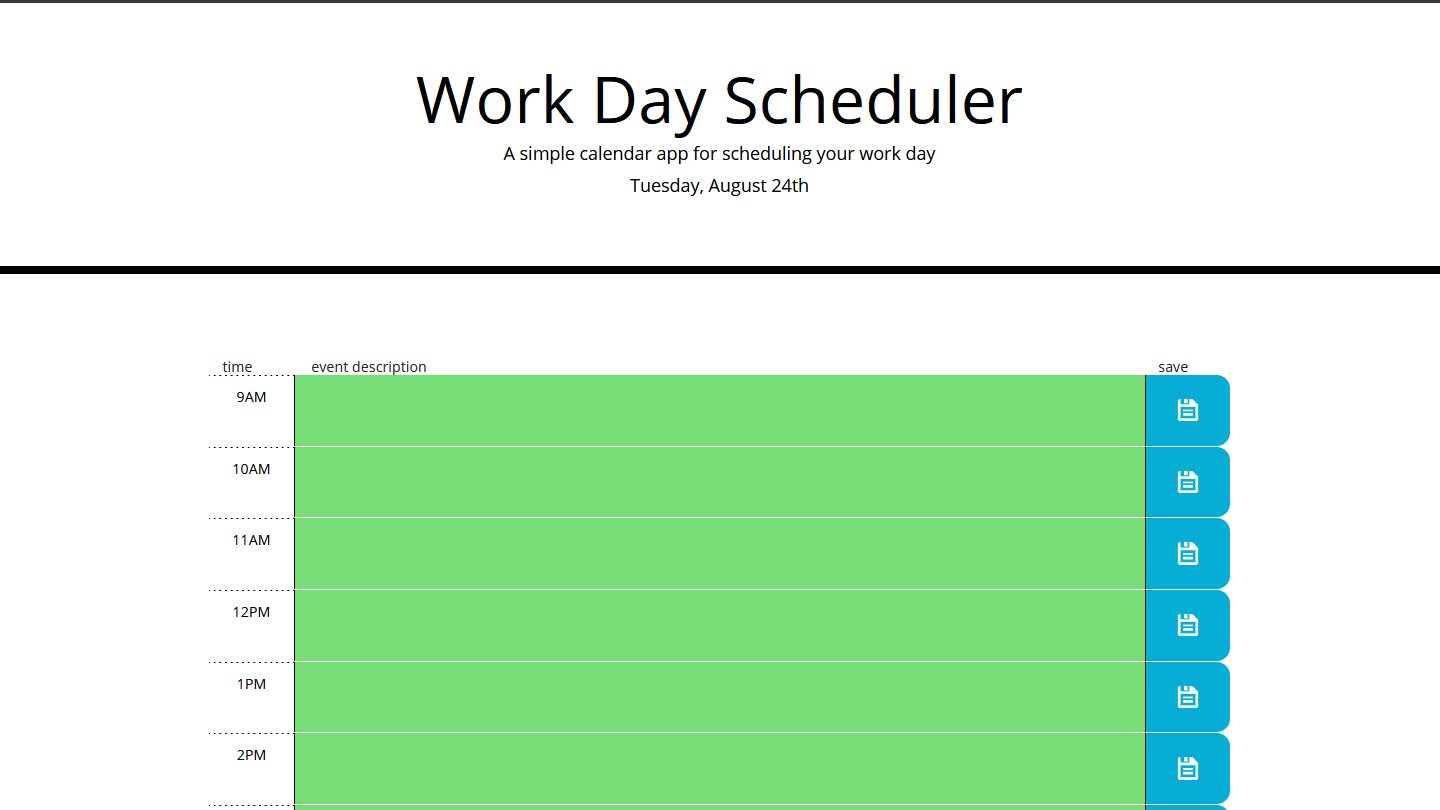 Work Day Scheduler
A simple calendar app for scheduling your work day
Tuesday, August 24th
time event description save
9AM
10AM
11AM
12PM
1PM
2PM